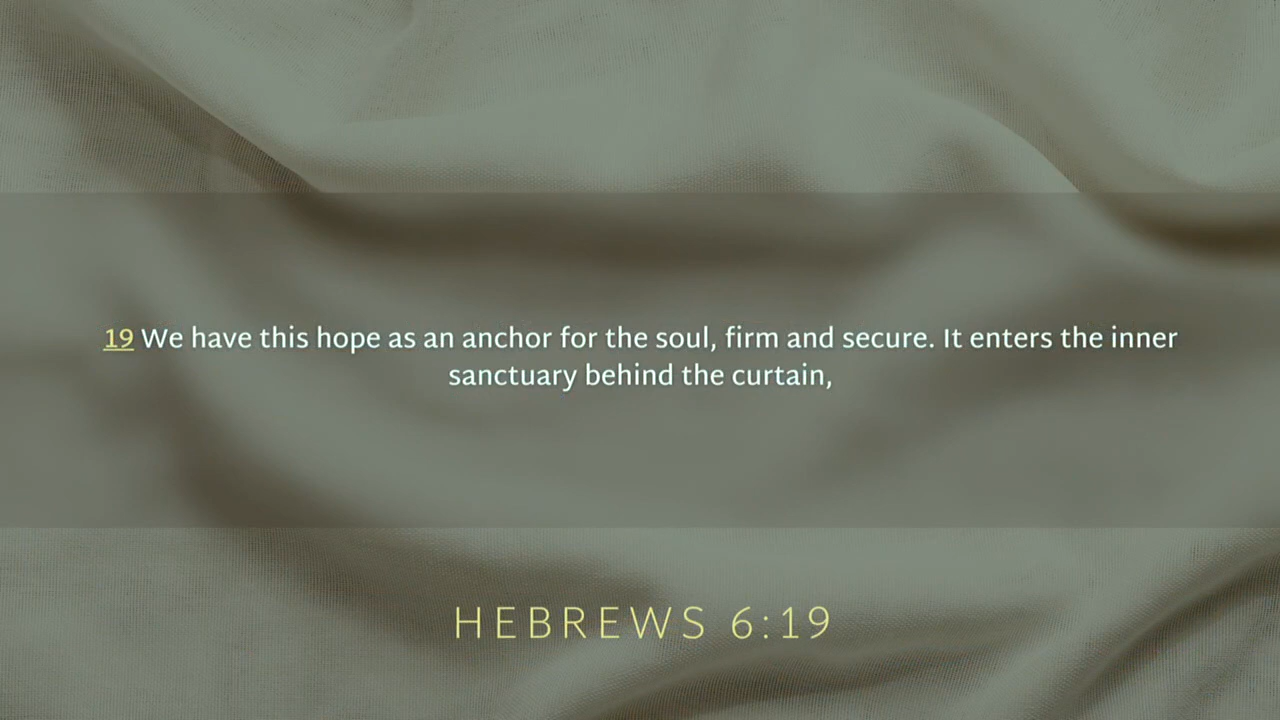 19 We have this hope as an anchor for the soul, firm and secure. It enters the inner
sanctuary behind the curtain,
HEBREWS 6:19